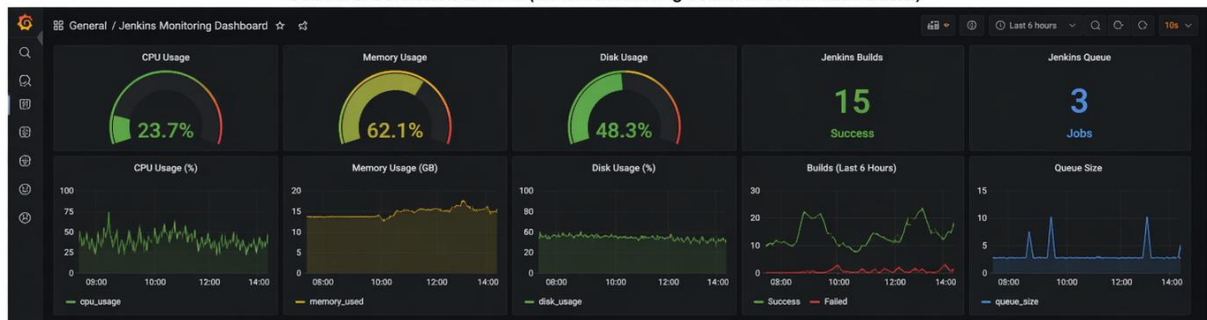 General / Jenkins Monitoring Dashboard
Last 6 hours
10s
CPU Usage
23.7%
Memory Usage
62.1%
Disk Usage
48.3%
Jenkins Builds
15
Success
Jenkins Queue
3
Jobs
CPU Usage (%)
100
75
50
25
0
09:00 10:00 12:00 14:00
cpu_usage
Memory Usage (GB)
20
15
10
5
0
09:00 10:00 12:00 14:00
memory_used
Disk Usage (%)
100
80
60
20
0
08:00 10:00 12:00 14:00
disk_usage
Builds (Last 6 Hours)
30
20
10
0
08:00 10:00 12:00 14:00
Success Failed
Queue Size
15
10
5
0
08:00 10:00 12:00 14:00
queue_size